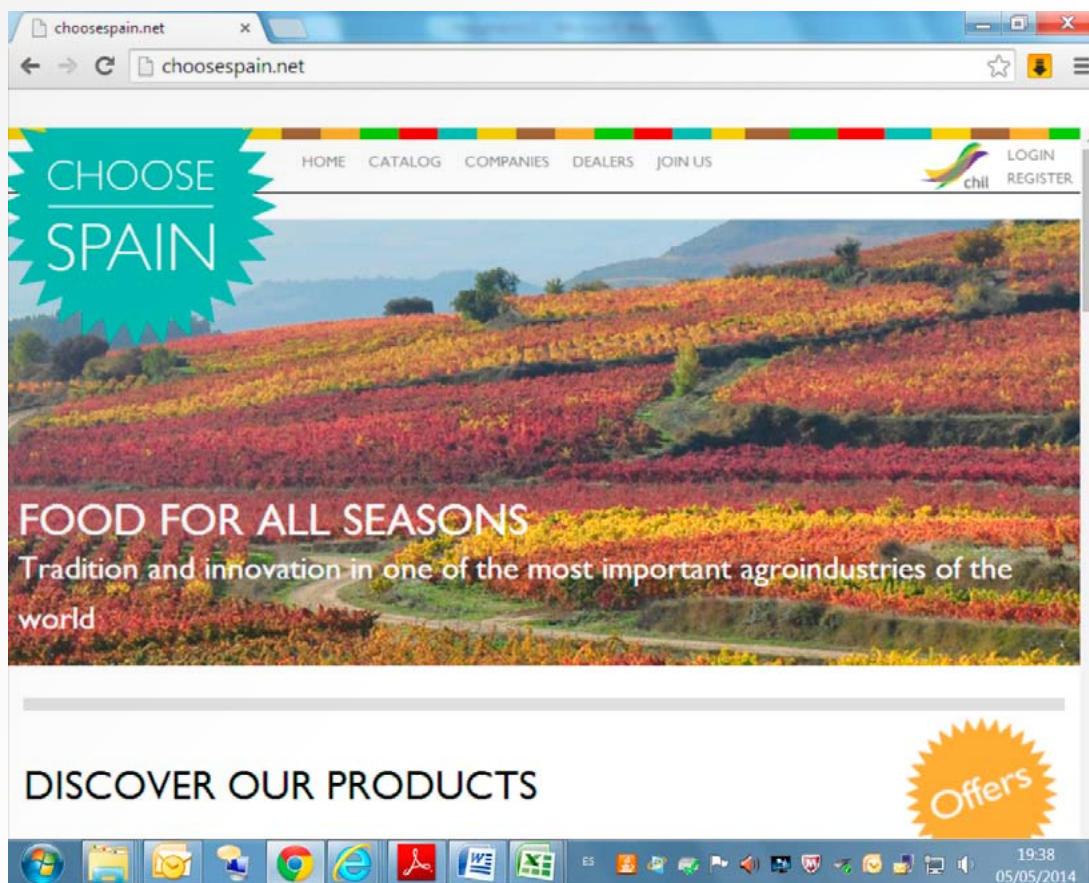 choosespain.net
choosespain.net
CHOOSE
SPAIN
HOME CATALOG COMPANIES DEALERS JOIN US
chil
LOGIN
REGISTER
FOOD FOR ALL SEASONS
Tradition and innovation in one of the most important agroindustries of the
world
DISCOVER OUR PRODUCTS
Offers
ES
19:38
05/05/2014